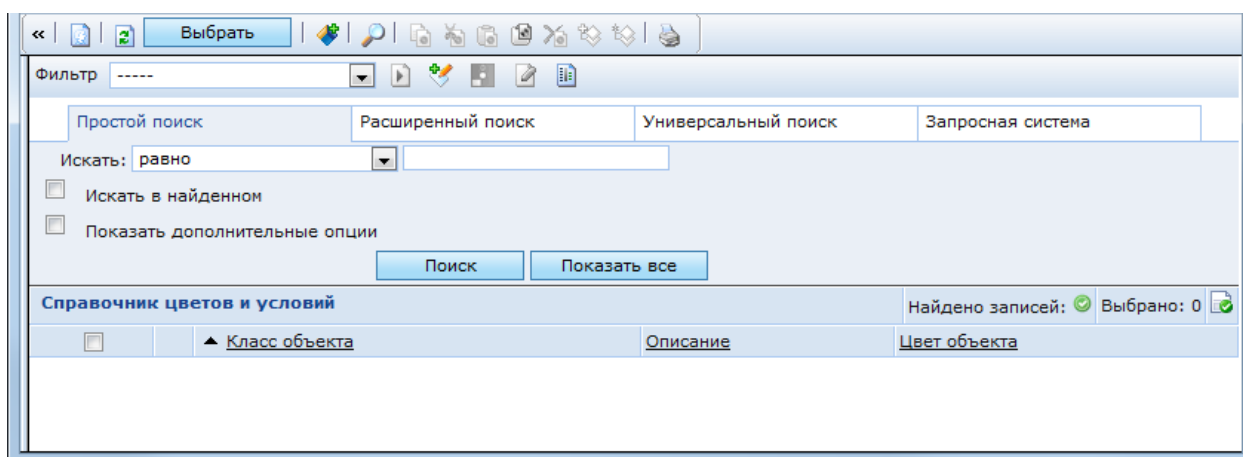 « Выбрать
Фильтр -----
Простой поиск Расширенный поиск Универсальный поиск Запросная система
Искать: равно
Искать в найденном
Показать дополнительные опции
Поиск Показать все
Справочник цветов и условий Найдено записей: Выбрано: 0
▲ Класс объекта Описание Цвет объекта